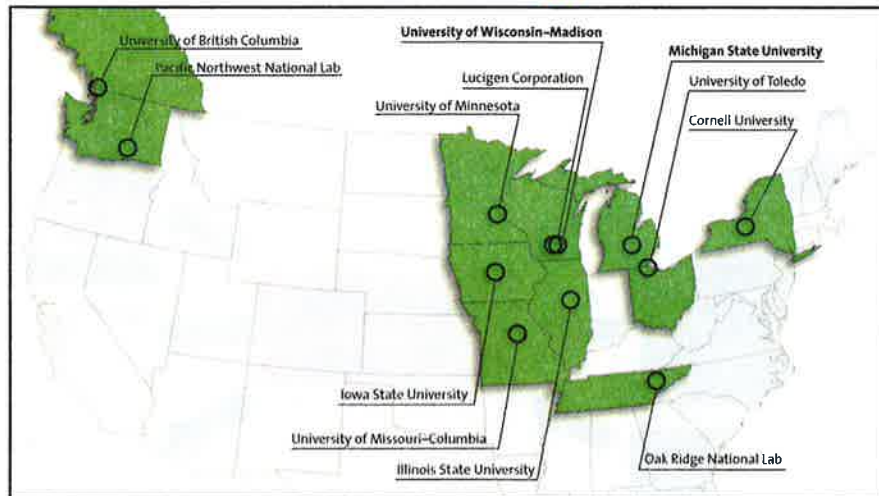 University of British Columbia
Pacific Northwest National Lab
University of Wisconsin–Madison
Lucigen Corporation
University of Minnesota
Michigan State University
University of Toledo
Cornell University
Iowa State University
University of Missouri–Columbia
Illinois State University
Oak Ridge National Lab